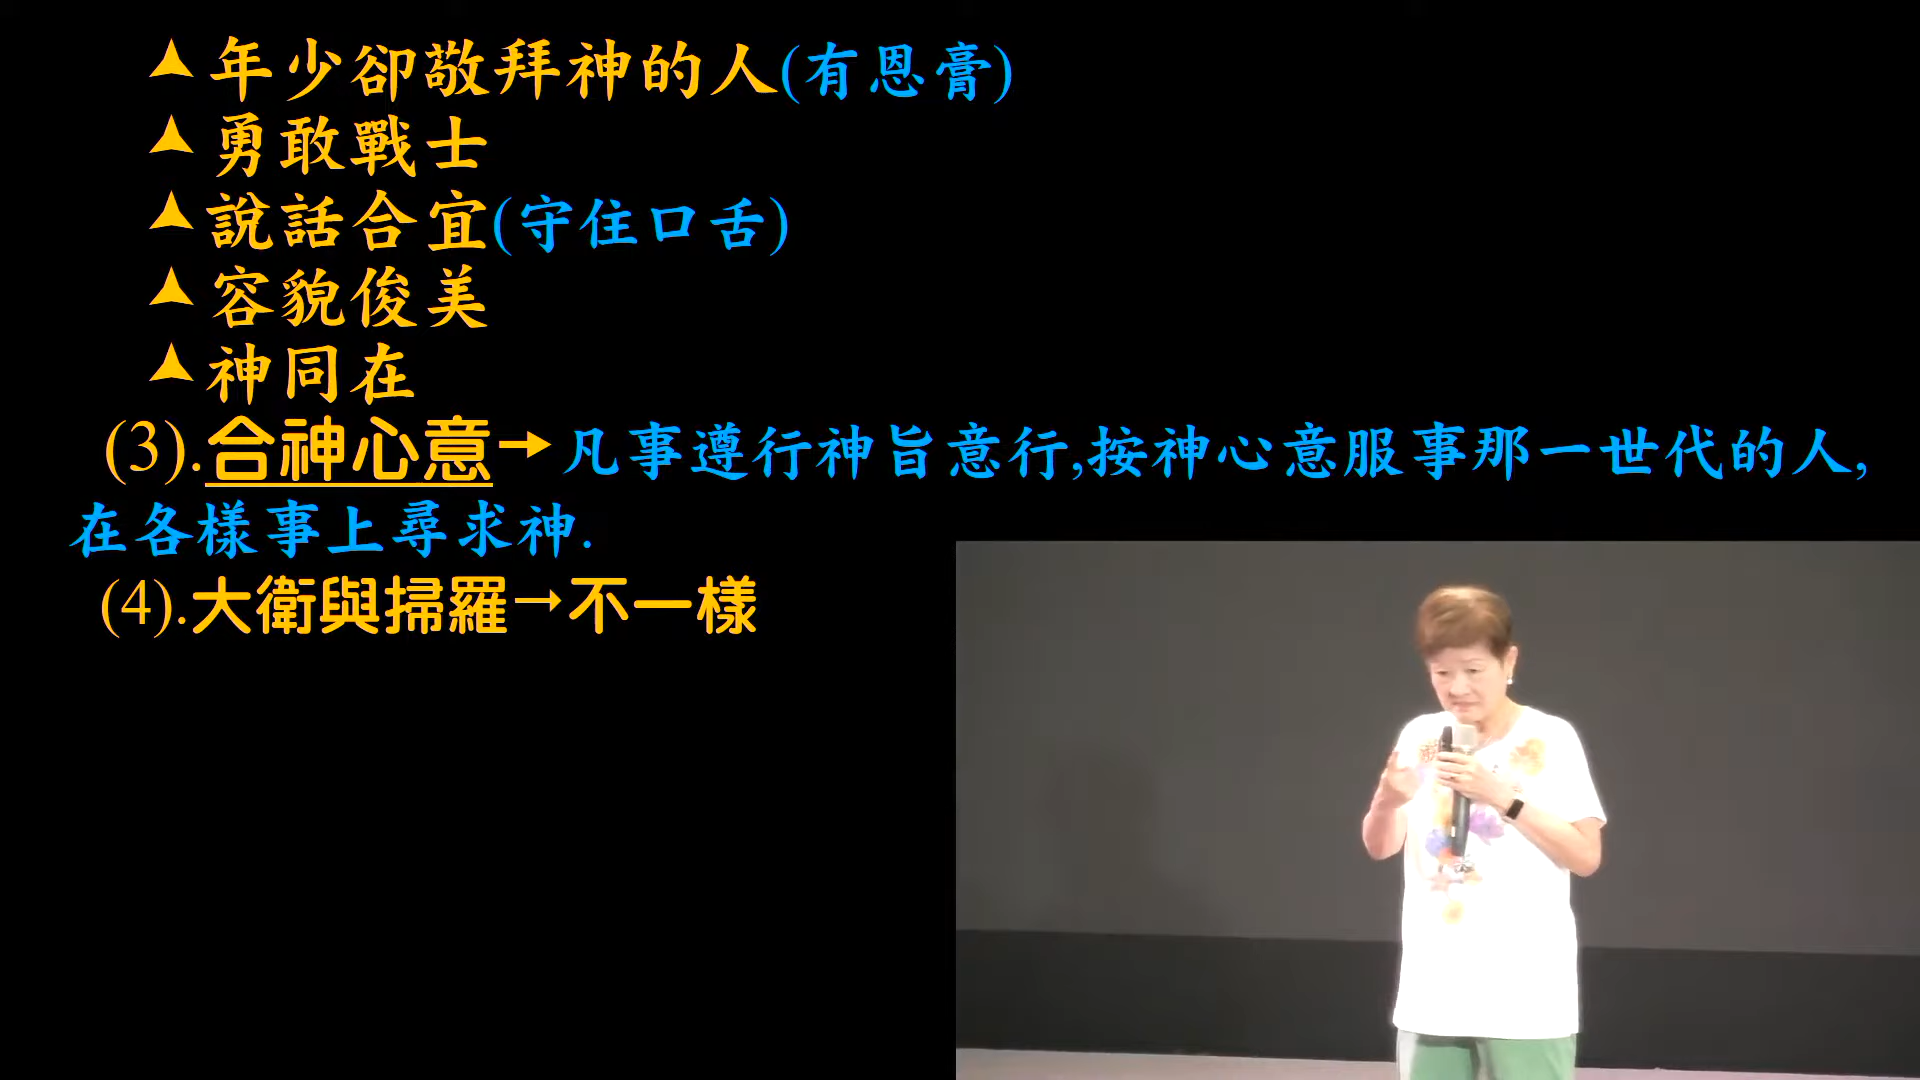 年少卻敬拜神的人(有恩膏)
勇敢戰士
說話合宜(守住口舌)
容貌俊美
神同在
(3).合神心意→凡事遵行神旨意行,按神心意服事那一世代的人,
在各樣事上尋求神.
(4).大衛與掃羅→不一樣